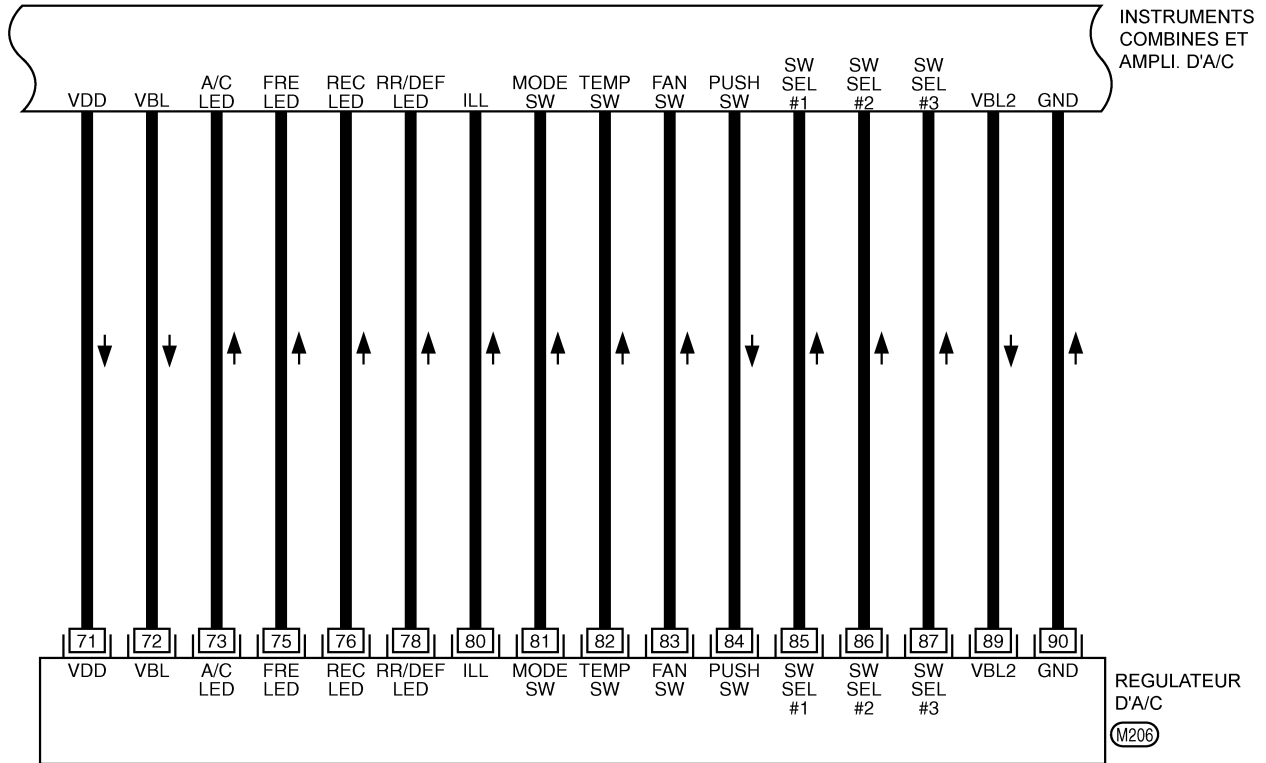 INSTRUMENTS
COMBINES ET
AMPLI. D'A/C
VDD
VBL
A/C
LED
FRE
LED
REC
LED
RR/DEF
LED
ILL
MODE
SW
TEMP
SW
FAN
SW
PUSH
SW
SW
SEL
#1
SW
SEL
#2
SW
SEL
#3
VBL2
GND
71
72
73
75
76
78
80
81
82
83
84
85
86
87
89
90
VDD
VBL
A/C
LED
FRE
LED
REC
LED
RR/DEF
LED
ILL
MODE
SW
TEMP
SW
FAN
SW
PUSH
SW
SW
SEL
#1
SW
SEL
#2
SW
SEL
#3
VBL2
GND
REGULATEUR
D'A/C
M206